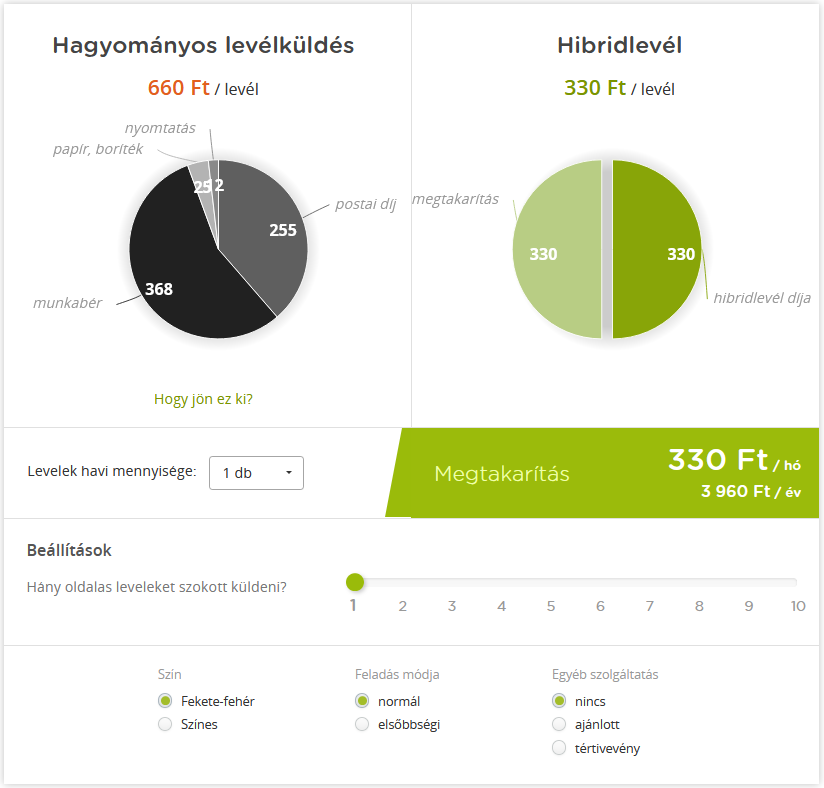 Hagyományos levélküldés
660 Ft / levél
nyomtatás
papír, boríték
25
12
postai díj
255
368
munkabér
Hogy jön ez ki?
Hibridlevél
330 Ft / levél
megtakarítás
330
330
hibridlevél díja
Levelek havi mennyisége: 1 db
Megtakarítás
330 Ft / hó
3 960 Ft / év
Beállítások
Hány oldalas leveleket szokott küldeni?
1 2 3 4 5 6 7 8 9 10
Szín
Fekete-fehér
Színes
Feladás módja
normál
elsőbbségi
Egyéb szolgáltatás
nincs
ajánlott
tértivevény